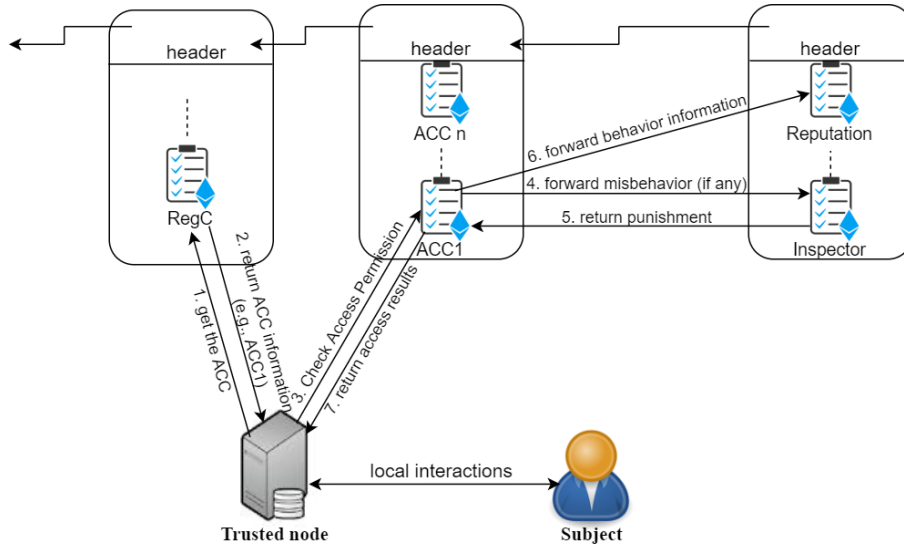 header
header
header
ACC n
Reputation
RegC
ACC1
Inspector
6. forward behavior information
4. forward misbehavior (if any)
5. return punishment
1. get the ACC
2. return ACC information
(e.g., ACC1)
3. Check Access Permission
7. return access results
local interactions
Trusted node
Subject